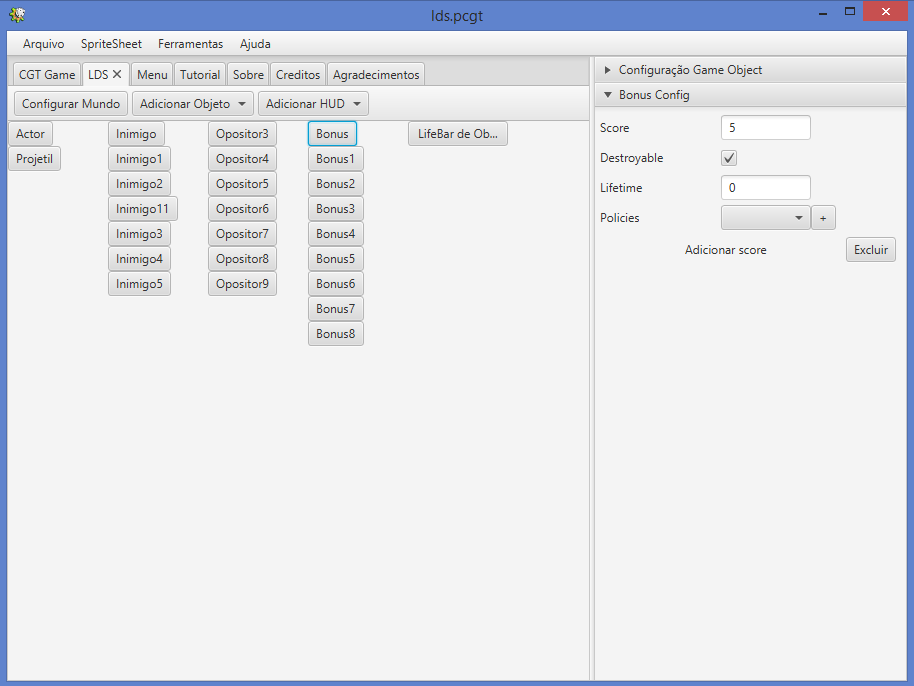 lds.pcgt
Arquivo SpriteSheet Ferramentas Ajuda
CGT Game LDS Menu Tutorial Sobre Creditos Agradecimentos
Configurar Mundo Adicionar Objeto Adicionar HUD
Actor Inimigo Opositor3 Bonus LifeBar de Ob...
Projetil Inimigo1 Opositor4 Bonus1
Inimigo2 Opositor5 Bonus2
Inimigo11 Opositor6 Bonus3
Inimigo3 Opositor7 Bonus4
Inimigo4 Opositor8 Bonus5
Inimigo5 Opositor9 Bonus6
Bonus7
Bonus8
Configuração Game Object
Bonus Config
Score 5
Destroyable
Lifetime 0
Policies +
Adicionar score Excluir